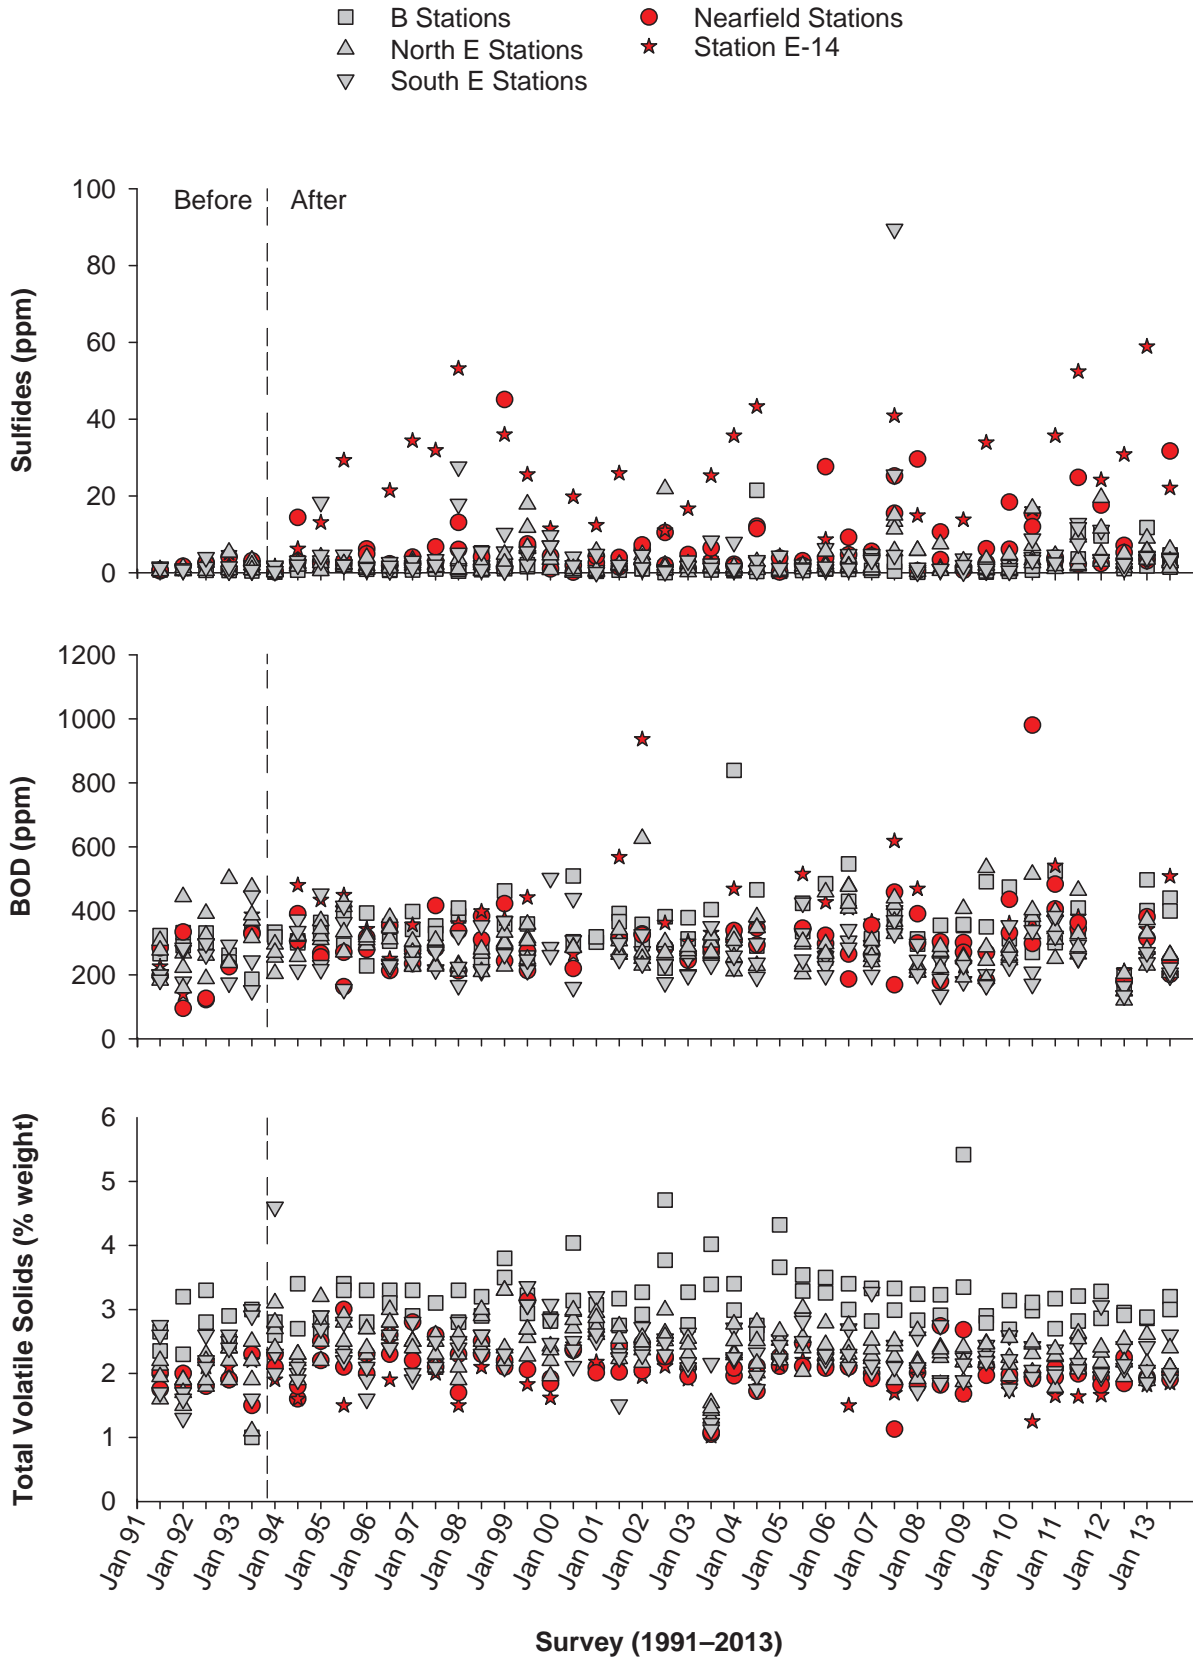 B Stations
North E Stations
South E Stations
Nearfield Stations
Station E-14
Before
After
Sulfides (ppm)
100
80
60
40
20
0
BOD (ppm)
1200
1000
800
600
400
200
0
Total Volatile Solids (% weight)
6
5
4
3
2
1
0
Jan 91
Jan 92
Jan 93
Jan 94
Jan 95
Jan 96
Jan 97
Jan 98
Jan 99
Jan 00
Jan 01
Jan 02
Jan 03
Jan 04
Jan 05
Jan 06
Jan 07
Jan 08
Jan 09
Jan 10
Jan 11
Jan 12
Jan 13
Survey (1991–2013)